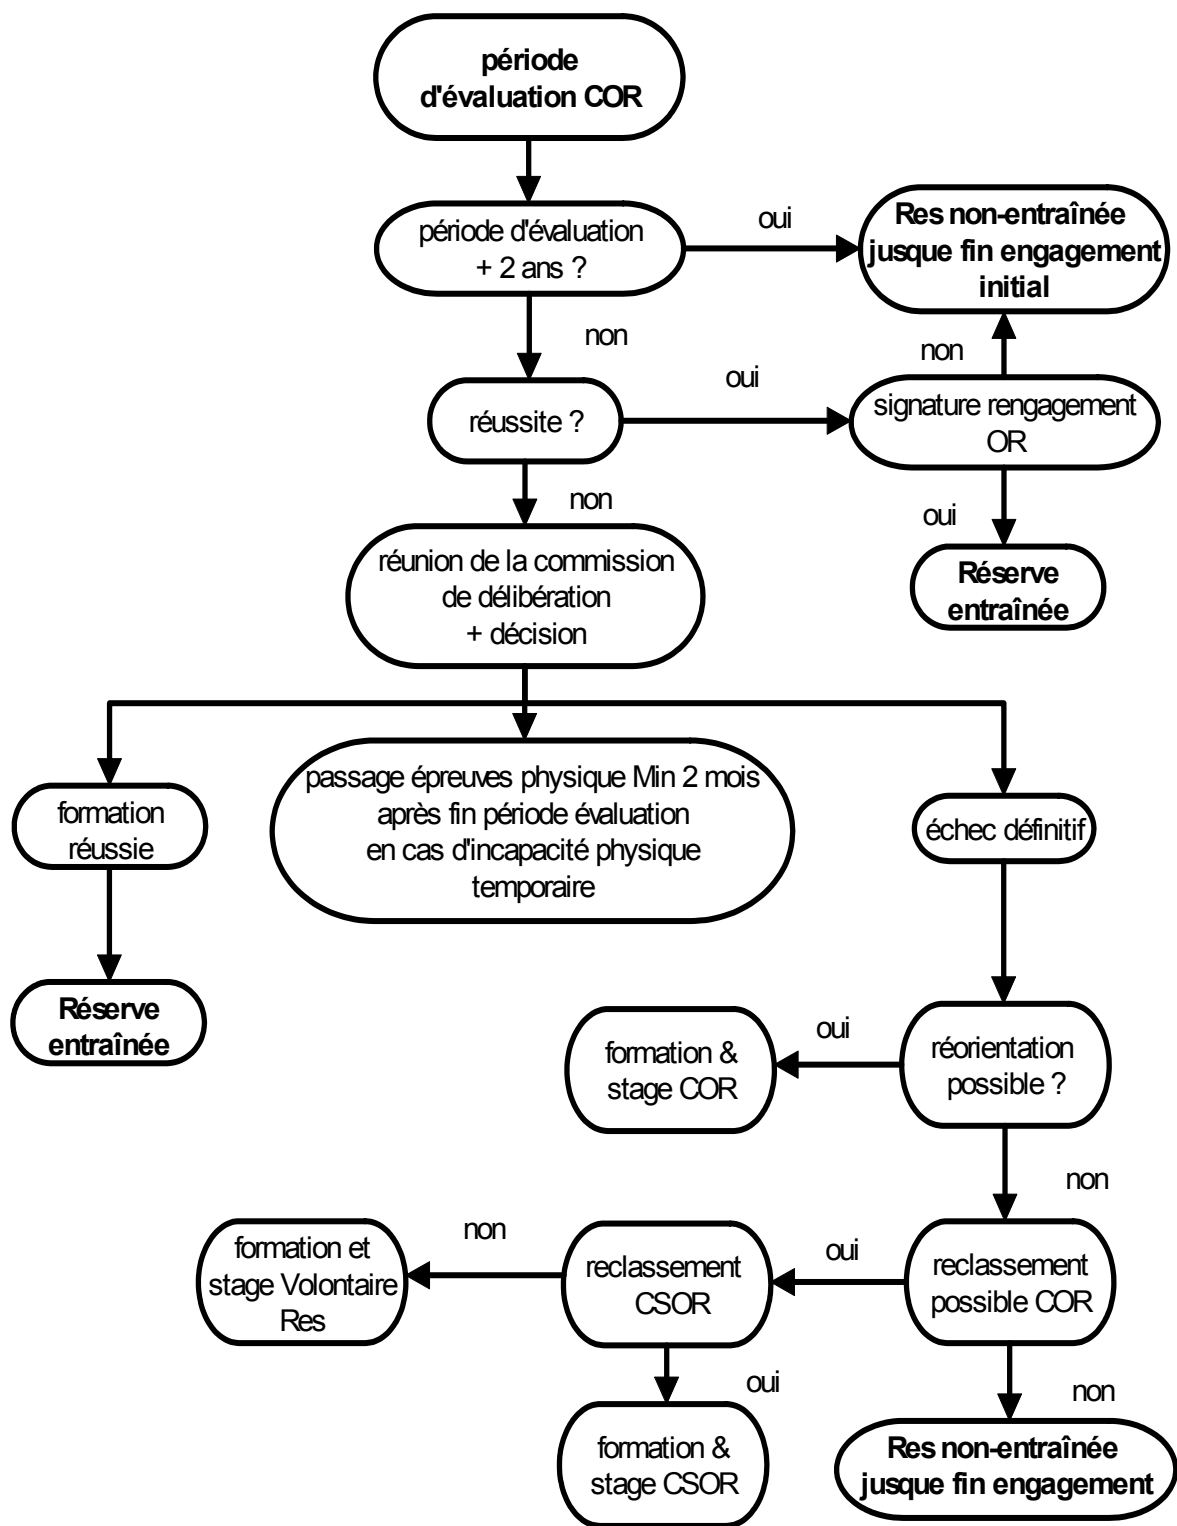 période
d'évaluation COR
période d'évaluation
+ 2 ans ?
oui
Res non-entraînée
jusque fin engagement
initial
non
non
réussite ?
oui
signature rengagement
OR
non
oui
Réserve
entraînée
réunion de la commission
de délibération
+ décision
formation
réussie
passage épreuves physique Min 2 mois
après fin période évaluation
en cas d'incapacité physique
temporaire
échec définitif
Réserve
entraînée
formation &
stage COR
oui
réorientation
possible ?
non
formation et
stage Volontaire
Res
non
reclassement
CSOR
oui
reclassement
possible COR
oui
non
formation &
stage CSOR
Res non-entraînée
jusque fin engagement